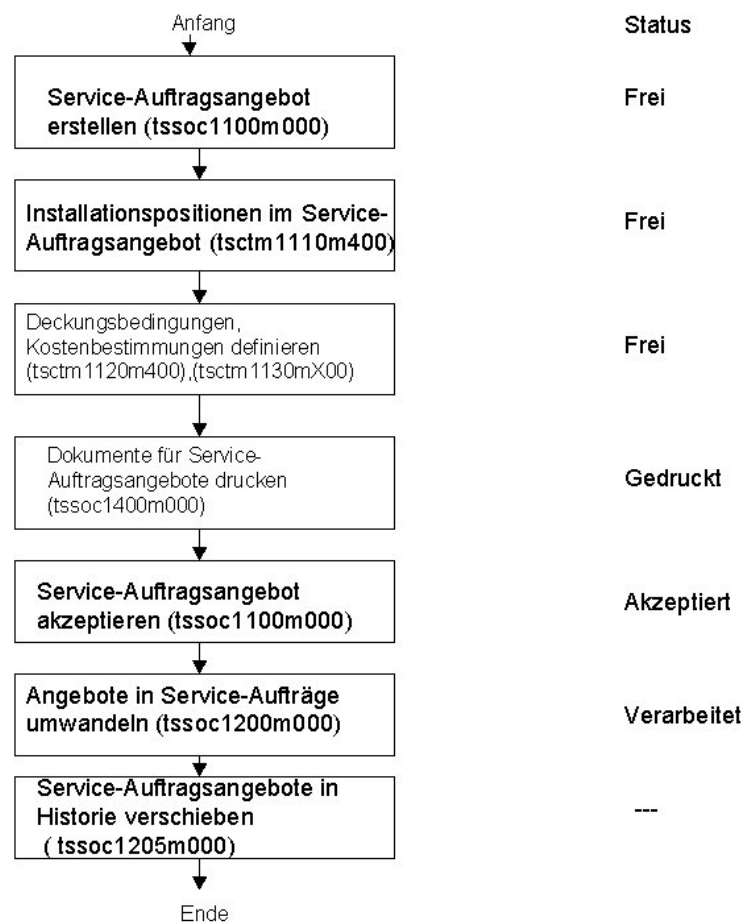 Anfang
Status
Service-Auftragsangebot
erstellen (tssoc1100m000)
Frei
Installationspositionen im Service-
Auftragsangebot (tsctm1110m400)
Frei
Deckungsbedingungen,
Kostenbestimmungen definieren
(tsctm1120m400),(tsctm1130mX00)
Frei
Dokumente für Service-
Auftragsangebote drucken
(tssoc1400m000)
Gedruckt
Service-Auftragsangebot
akzeptieren (tssoc1100m000)
Akzeptiert
Angebote in Service-Aufträge
umwandeln (tssoc1200m000)
Verarbeitet
Service-Auftragsangebote in
Historie verschieben
( tssoc1205m000)
---
Ende